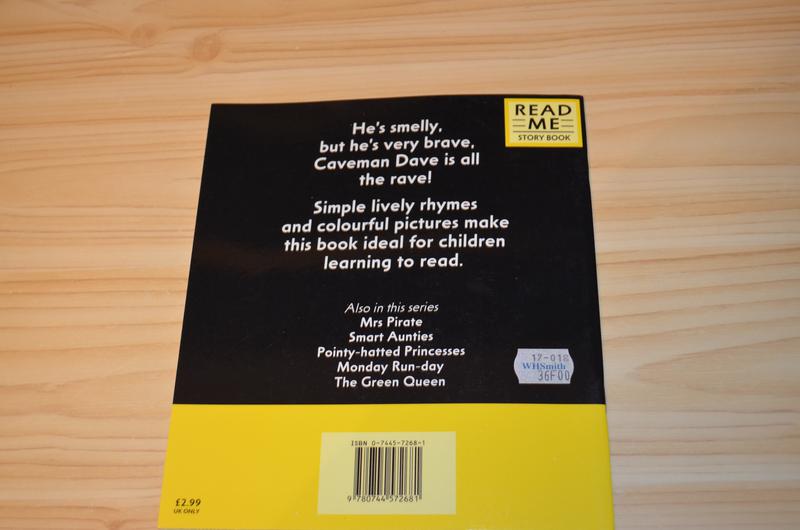 READ
ME
STORY BOOK
He's smelly,
but he's very brave,
Caveman Dave is all
the rave!
Simple lively rhymes
and colourful pictures make
this book ideal for children
learning to read.
Also in this series
Mrs Pirate
Smart Aunties
Pointy-hatted Princesses
Monday Run-day
The Green Queen
17-018
WHSmith
36F00
ISBN 0-7445-7268-1
9 780744 572681
£2.99
UK ONLY